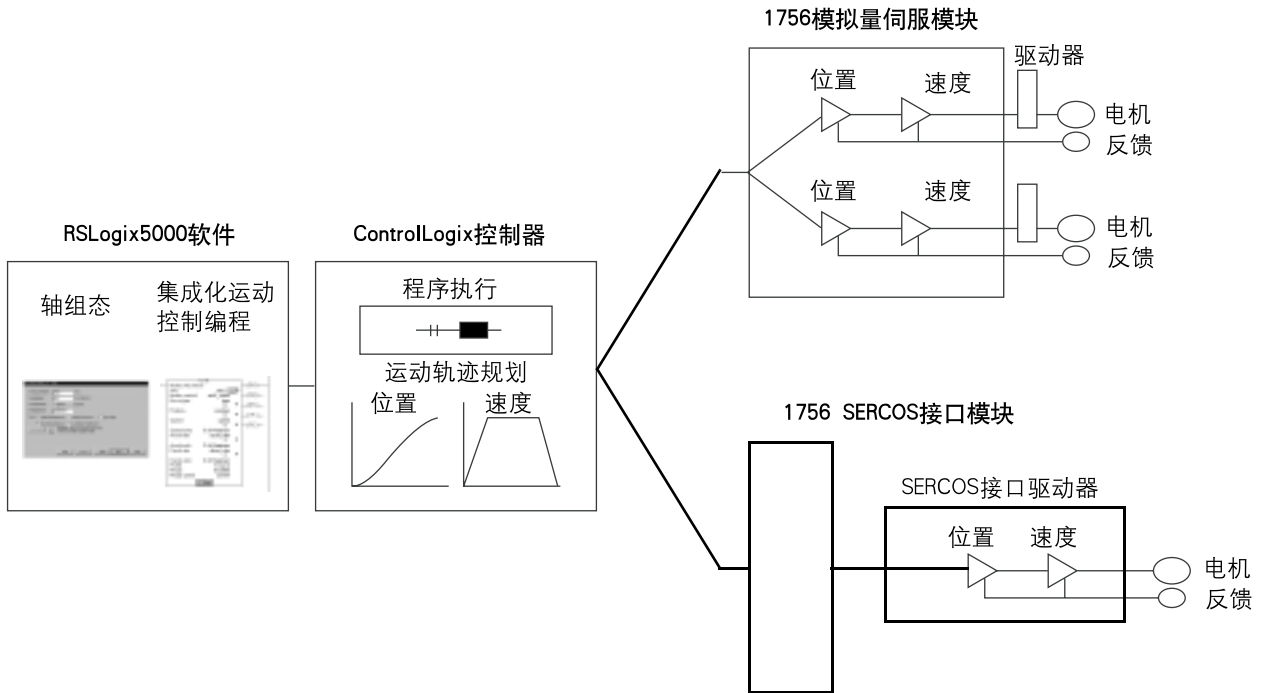 RSLogix5000软件
轴组态
集成化运动
控制编程
ControlLogix控制器
程序执行
运动轨迹规划
位置
速度
1756模拟量伺服模块
位置
速度
驱动器
电机
反馈
位置
速度
电机
反馈
1756 SERCOS接口模块
SERCOS接口驱动器
位置
速度
电机
反馈